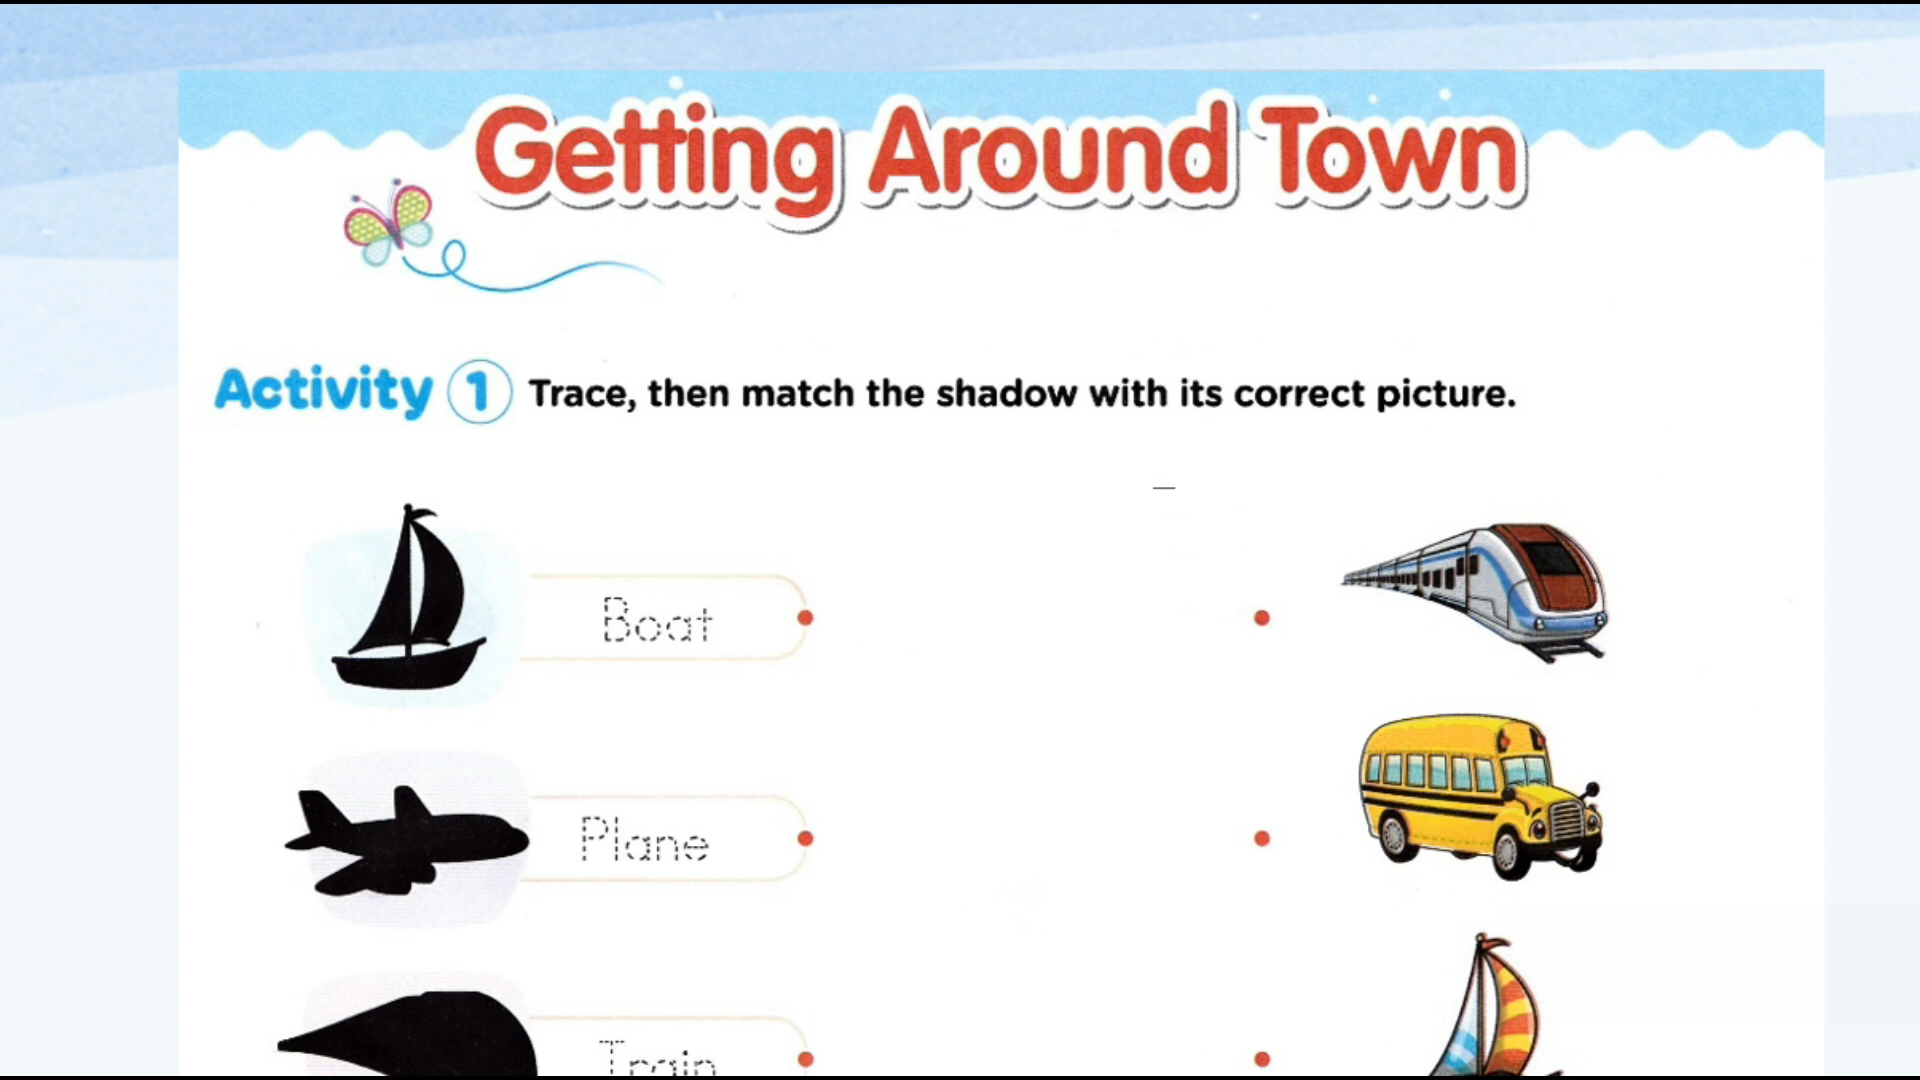 Getting Around Town
Activity 1 Trace, then match the shadow with its correct picture.
Boat
Plane
Train